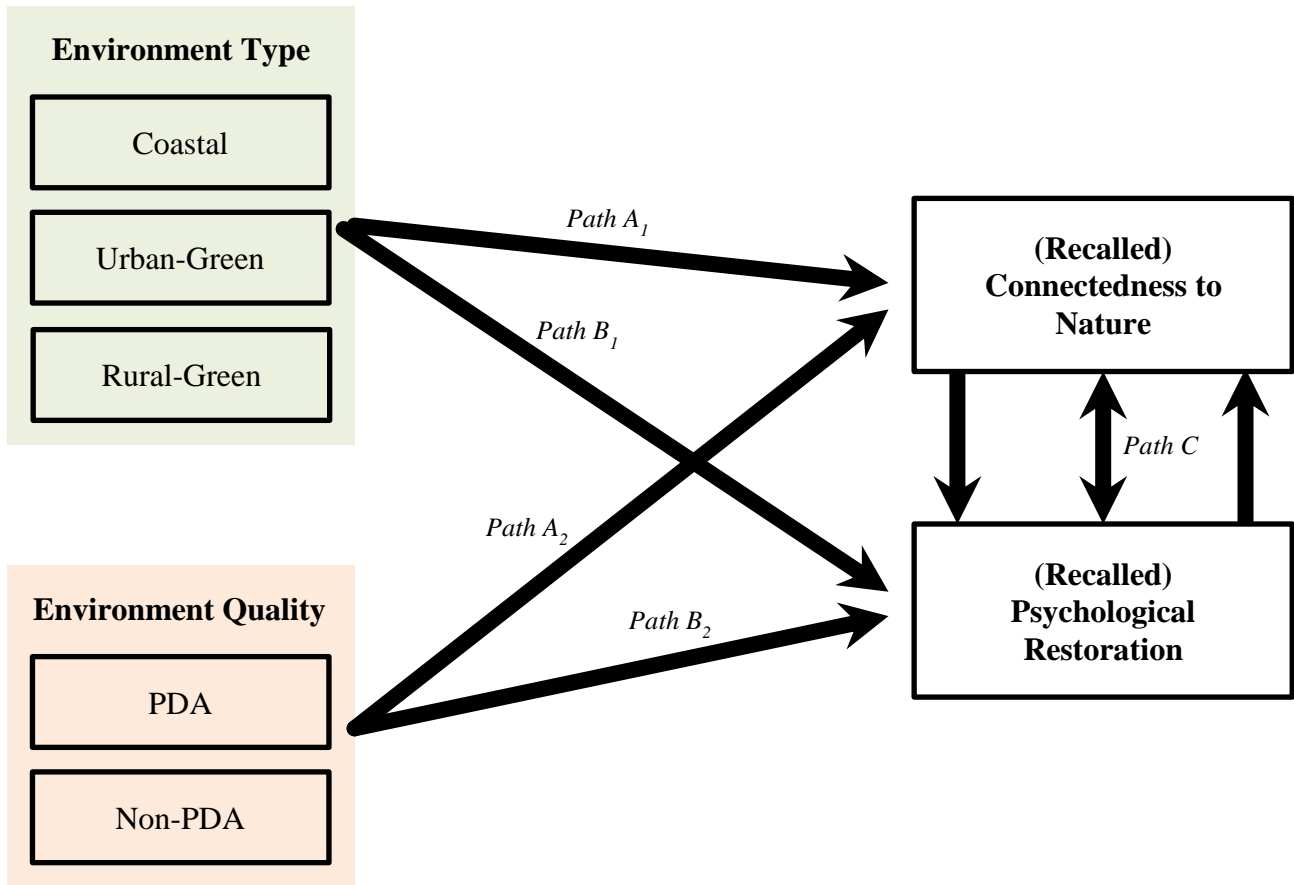 Environment Type
Coastal
Urban-Green
Rural-Green
Environment Quality
PDA
Non-PDA
Path A₁
Path B₁
Path A₂
Path B₂
(Recalled)
Connectedness to
Nature
Path C
(Recalled)
Psychological
Restoration